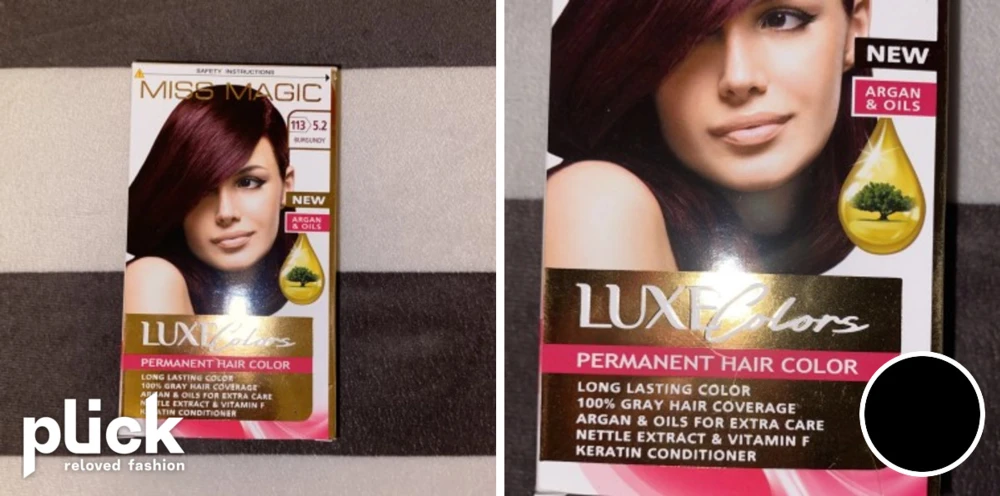 SAFETY INSTRUCTIONS
MISS MAGIC
113 5.2
BURGUNDY
NEW
ARGAN
& OILS
LUXE Colors
PERMANENT HAIR COLOR
LONG LASTING COLOR
100% GRAY HAIR COVERAGE
ARGAN & OILS FOR EXTRA CARE
NETTLE EXTRACT & VITAMIN F
KERATIN CONDITIONER
plick
reloved fashion
NEW
ARGAN
& OILS
LUXE Colors
PERMANENT HAIR COLOR
LONG LASTING COLOR
100% GRAY HAIR COVERAGE
ARGAN & OILS FOR EXTRA CARE
NETTLE EXTRACT & VITAMIN F
KERATIN CONDITIONER